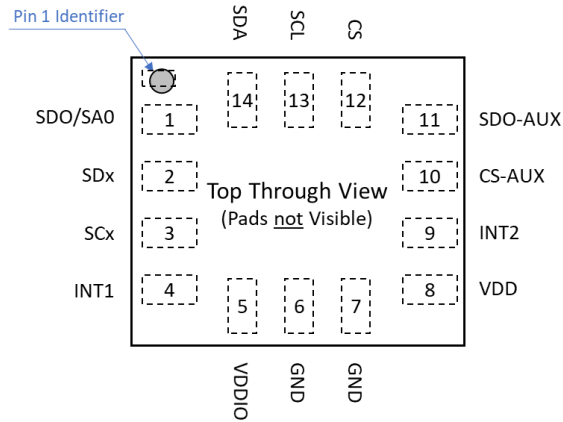 Pin 1 Identifier
SDA
SCL
CS
14
13
12
SDO/SA0
1
11
SDO-AUX
SDx
2
10
CS-AUX
Top Through View
(Pads not Visible)
SCx
3
9
INT2
INT1
4
8
VDD
5
6
7
VDDIO
GND
GND